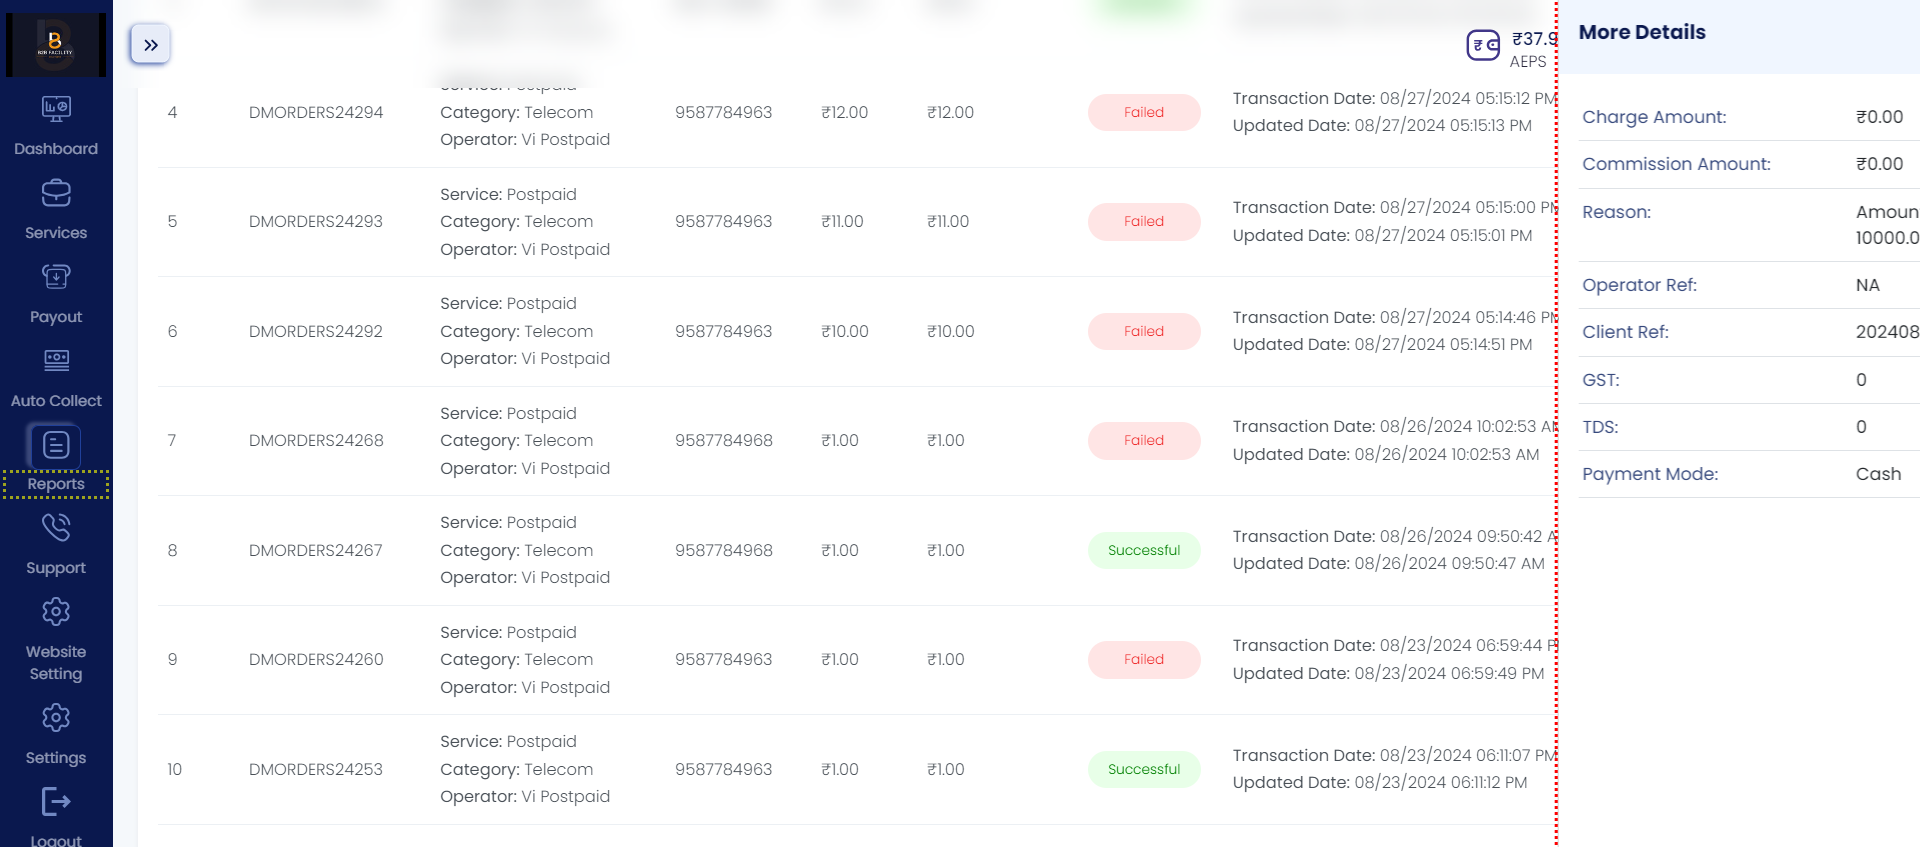 B2B FACILITY
Dashboard
Services
Payout
Auto Collect
Reports
Support
Website
Setting
Settings
Logout
₹37.9
AEPS
4 DMORDERS24294 Category: Telecom 9587784963 ₹12.00 ₹12.00 Failed Transaction Date: 08/27/2024 05:15:12 PM
Operator: Vi Postpaid Updated Date: 08/27/2024 05:15:13 PM
Service: Postpaid
5 DMORDERS24293 Category: Telecom 9587784963 ₹11.00 ₹11.00 Failed Transaction Date: 08/27/2024 05:15:00 PM
Operator: Vi Postpaid Updated Date: 08/27/2024 05:15:01 PM
Service: Postpaid
6 DMORDERS24292 Category: Telecom 9587784963 ₹10.00 ₹10.00 Failed Transaction Date: 08/27/2024 05:14:46 PM
Operator: Vi Postpaid Updated Date: 08/27/2024 05:14:51 PM
Service: Postpaid
7 DMORDERS24268 Category: Telecom 9587784968 ₹1.00 ₹1.00 Failed Transaction Date: 08/26/2024 10:02:53 AM
Operator: Vi Postpaid Updated Date: 08/26/2024 10:02:53 AM
Service: Postpaid
8 DMORDERS24267 Category: Telecom 9587784968 ₹1.00 ₹1.00 Successful Transaction Date: 08/26/2024 09:50:42 A
Operator: Vi Postpaid Updated Date: 08/26/2024 09:50:47 AM
Service: Postpaid
9 DMORDERS24260 Category: Telecom 9587784963 ₹1.00 ₹1.00 Failed Transaction Date: 08/23/2024 06:59:44 P
Operator: Vi Postpaid Updated Date: 08/23/2024 06:59:49 PM
Service: Postpaid
10 DMORDERS24253 Category: Telecom 9587784963 ₹1.00 ₹1.00 Successful Transaction Date: 08/23/2024 06:11:07 PM
Operator: Vi Postpaid Updated Date: 08/23/2024 06:11:12 PM
More Details
Charge Amount: ₹0.00
Commission Amount: ₹0.00
Reason: Amoun
10000.0
Operator Ref: NA
Client Ref: 202408
GST: 0
TDS: 0
Payment Mode: Cash